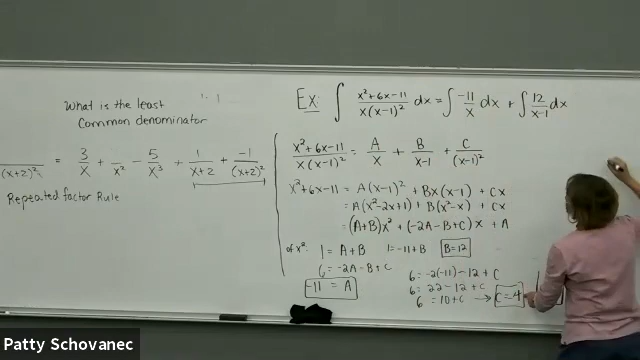 What is the least
Common denominator
(x+2)² = 3/x + /x² - 5/x³ + 1/x+2 + -1/(x+2)²
Repeated factor Rule
Ex: ∫ x²+6x-11/x(x-1)² dx = ∫ -11/x dx + ∫ 12/x-1 dx
x²+6x-11/x(x-1)² = A/x + B/x-1 + C/(x-1)²
x²+6x-11 = A(x-1)² + Bx(x-1) + Cx
= A(x²-2x+1) + B(x²-x) + Cx
= (A+B)x² + (-2A-B+C)x + A
of x²: 1 = A+B 1=-11+B B=12
6 = -2A-B+C
-11 = A
6 = -2(-11)-12+C
6 = 22-12+C
6 = 10+C → C=4
Patty Schovanec